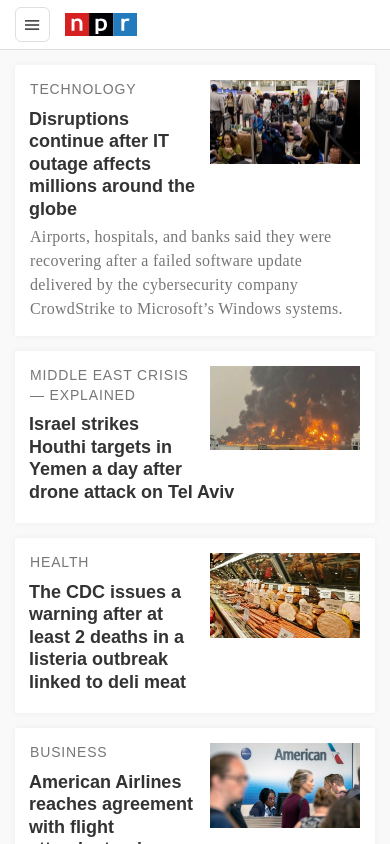 npr
TECHNOLOGY
Disruptions
continue after IT
outage affects
millions around the
globe
Airports, hospitals, and banks said they were
recovering after a failed software update
delivered by the cybersecurity company
CrowdStrike to Microsoft’s Windows systems.
MIDDLE EAST CRISIS
— EXPLAINED
Israel strikes
Houthi targets in
Yemen a day after
drone attack on Tel Aviv
HEALTH
The CDC issues a
warning after at
least 2 deaths in a
listeria outbreak
linked to deli meat
BUSINESS
American
American Airlines
reaches agreement
with flight